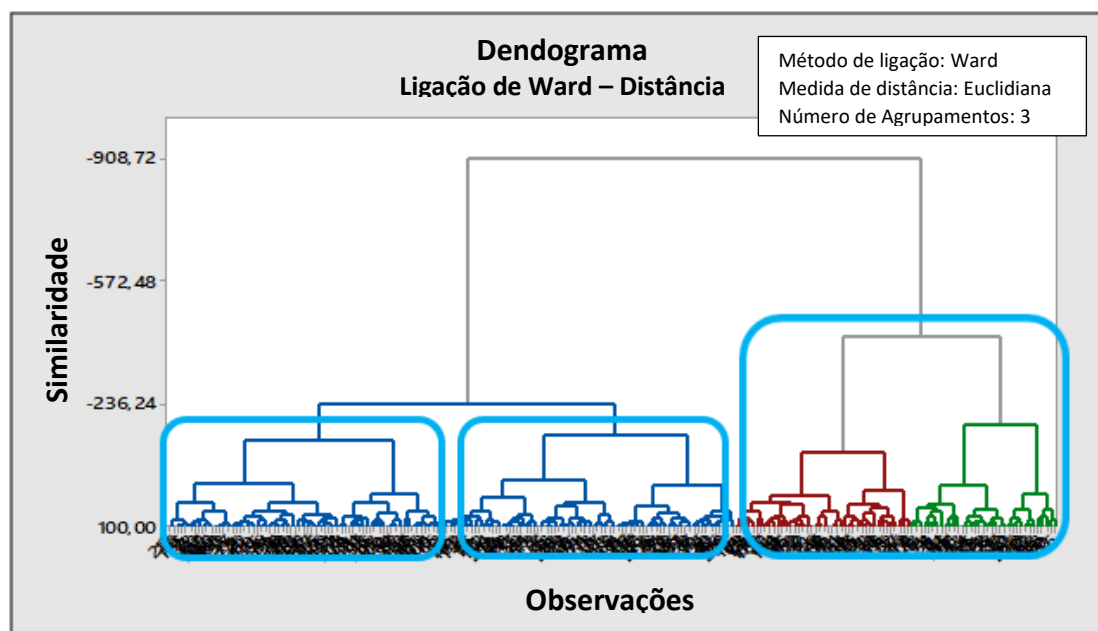 Dendograma
Ligação de Ward – Distância
Método de ligação: Ward
Medida de distância: Euclidiana
Número de Agrupamentos: 3
-908,72
-572,48
-236,24
100,00
Similaridade
Observações